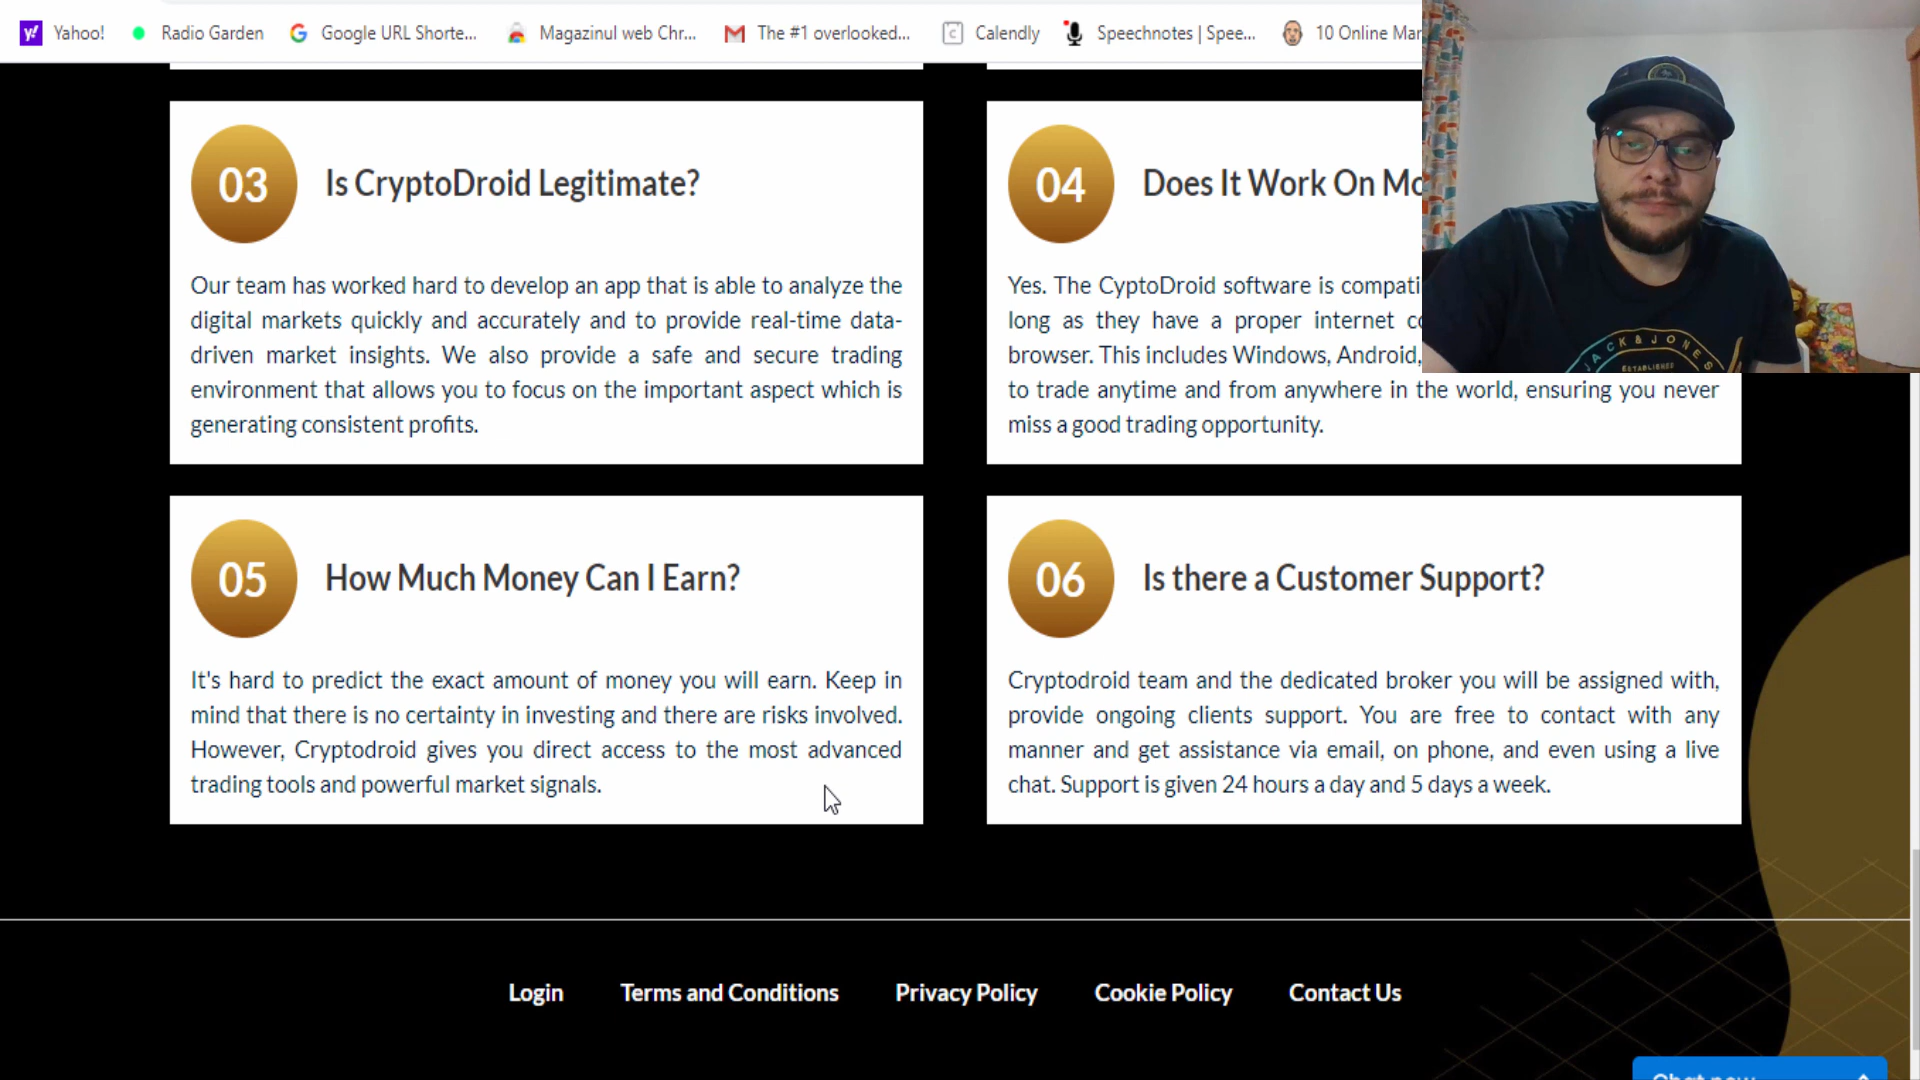 Yahoo!
Radio Garden
Google URL Shorte...
Magazinul web Chr...
The #1 overlooked...
Calendly
Speechnotes | Spee...
10 Online Mar
03
Is CryptoDroid Legitimate?
Our team has worked hard to develop an app that is able to analyze the
digital markets quickly and accurately and to provide real-time data-
driven market insights. We also provide a safe and secure trading
environment that allows you to focus on the important aspect which is
generating consistent profits.
04
Does It Work On Mo
Yes. The CyptoDroid software is compati
long as they have a proper internet co
browser. This includes Windows, Android,
to trade anytime and from anywhere in the world, ensuring you never
miss a good trading opportunity.
JACK & JONES
ESTABLISHED
05
How Much Money Can I Earn?
It's hard to predict the exact amount of money you will earn. Keep in
mind that there is no certainty in investing and there are risks involved.
However, Cryptodroid gives you direct access to the most advanced
trading tools and powerful market signals.
06
Is there a Customer Support?
Cryptodroid team and the dedicated broker you will be assigned with,
provide ongoing clients support. You are free to contact with any
manner and get assistance via email, on phone, and even using a live
chat. Support is given 24 hours a day and 5 days a week.
Login
Terms and Conditions
Privacy Policy
Cookie Policy
Contact Us
Chat now